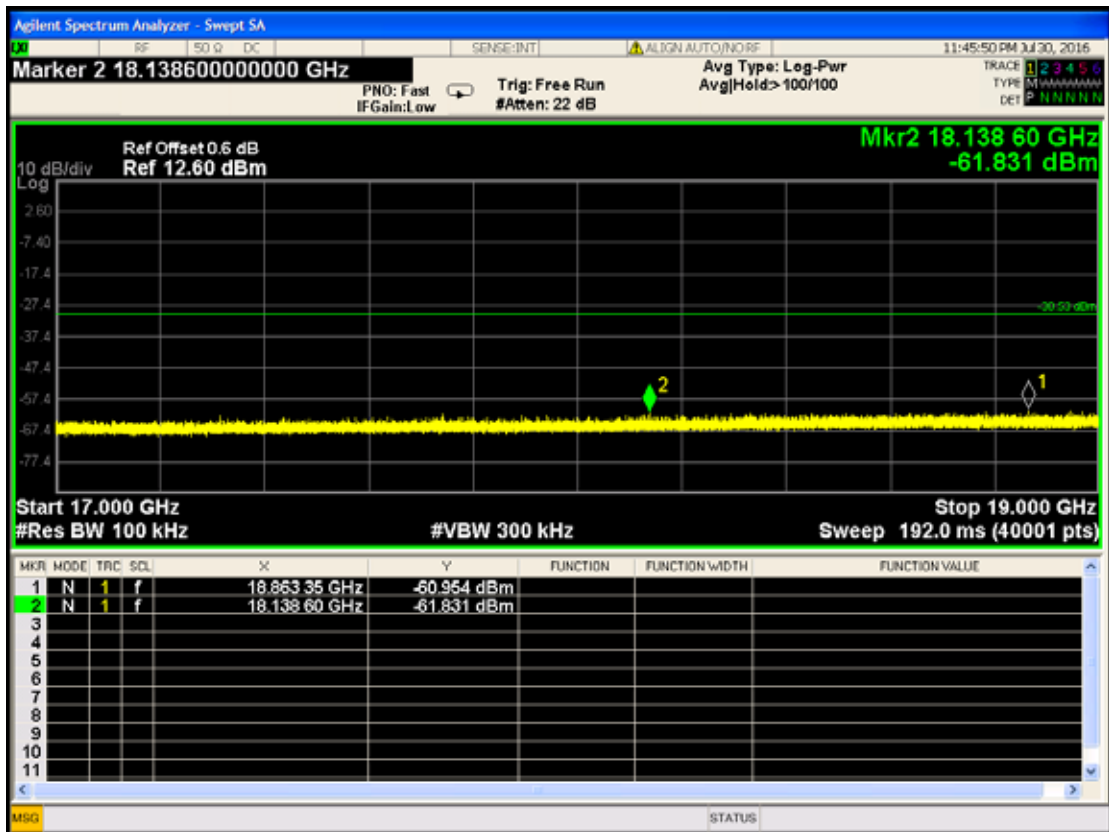 Agilent Spectrum Analyzer - Swept SA
RF 50 Ω DC SENSE:INT ALIGN AUTO/NO RF 11:45:50 PM Jul 30, 2016
Marker 2 18.138600000000 GHz
PNO: Fast
IFGain:Low
Trig: Free Run
#Atten: 22 dB
Avg Type: Log-Pwr
Avg|Hold:>100/100
TRACE 1 2 3 4 5 6
TYPE M
DET P N N N N N
Mkr2 18.138 60 GHz
-61.831 dBm
Ref Offset 0.6 dB
10 dB/div Ref 12.60 dBm
Log
2.60
-7.40
-17.4
-27.4
-30.53 dBm
-37.4
-47.4
-57.4
-67.4
-77.4
2
1
Start 17.000 GHz Stop 19.000 GHz
#Res BW 100 kHz #VBW 300 kHz Sweep 192.0 ms (40001 pts)
MKR MODE TRC SCL X Y FUNCTION FUNCTION WIDTH FUNCTION VALUE
1 N 1 f 18.863 35 GHz -60.954 dBm
2 N 1 f 18.138 60 GHz -61.831 dBm
3
4
5
6
7
8
9
10
11
MSG STATUS